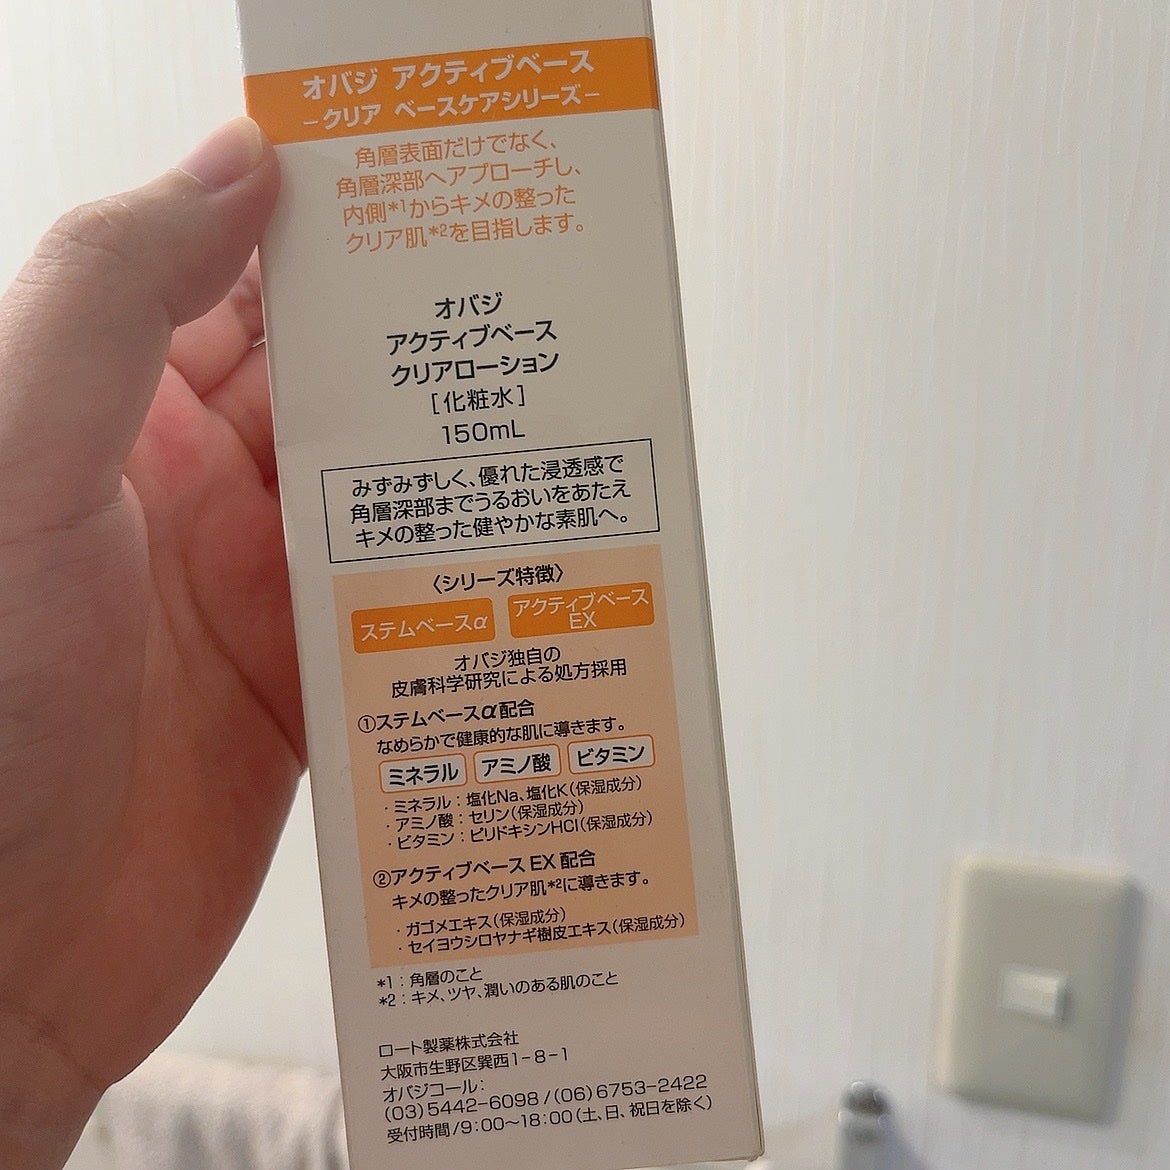 オバジ アクティブベース
−クリア ベースケアシリーズ−
角層表面だけでなく、
角層深部へアプローチし、
内側*1からキメの整った
クリア肌*2を目指します。
オバジ
アクティブベース
クリアローション
[化粧水]
150mL
みずみずしく、優れた浸透感で
角層深部までうるおいをあたえ
キメの整った健やかな素肌へ。
〈シリーズ特徴〉
ステムベースα
アクティブベース
EX
オバジ独自の
皮膚科学研究による処方採用
①ステムベースα配合
なめらかで健康的な肌に導きます。
ミネラル アミノ酸 ビタミン
・ミネラル：塩化Na、塩化K(保湿成分)
・アミノ酸：セリン(保湿成分)
・ビタミン：ピリドキシンHCl(保湿成分)
②アクティブベース EX 配合
キメの整ったクリア肌*2に導きます。
・ガゴメエキス(保湿成分)
・セイヨウシロヤナギ樹皮エキス(保湿成分)
*1：角層のこと
*2：キメ、ツヤ、潤いのある肌のこと
ロート製薬株式会社
大阪市生野区巽西1-8-1
オバジコール：
(03)5442-6098/(06)6753-2422
受付時間/9:00〜18:00(土、日、祝日を除く)